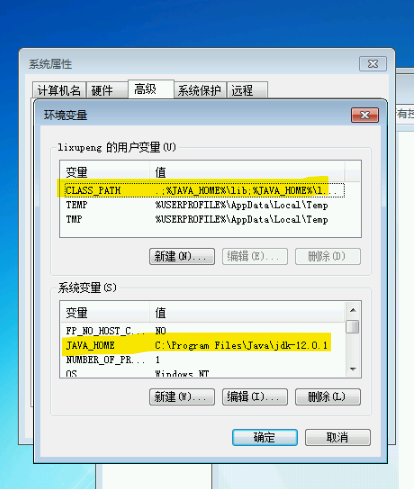 系统属性
计算机名 硬件 高级 系统保护 远程
环境变量
lixupeng 的用户变量(U)
变量 值
CLASS_PATH .;%JAVA_HOME%\lib;%JAVA_HOME%\l...
TEMP %USERPROFILE%\AppData\Local\Temp
TMP %USERPROFILE%\AppData\Local\Temp
新建(N)... 编辑(E)... 删除(D)
系统变量(S)
变量 值
FP_NO_HOST_C... NO
JAVA_HOME C:\Program Files\Java\jdk-12.0.1
NUMBER_OF_PR... 1
OS Windows_NT
新建(W)... 编辑(I)... 删除(L)
确定 取消